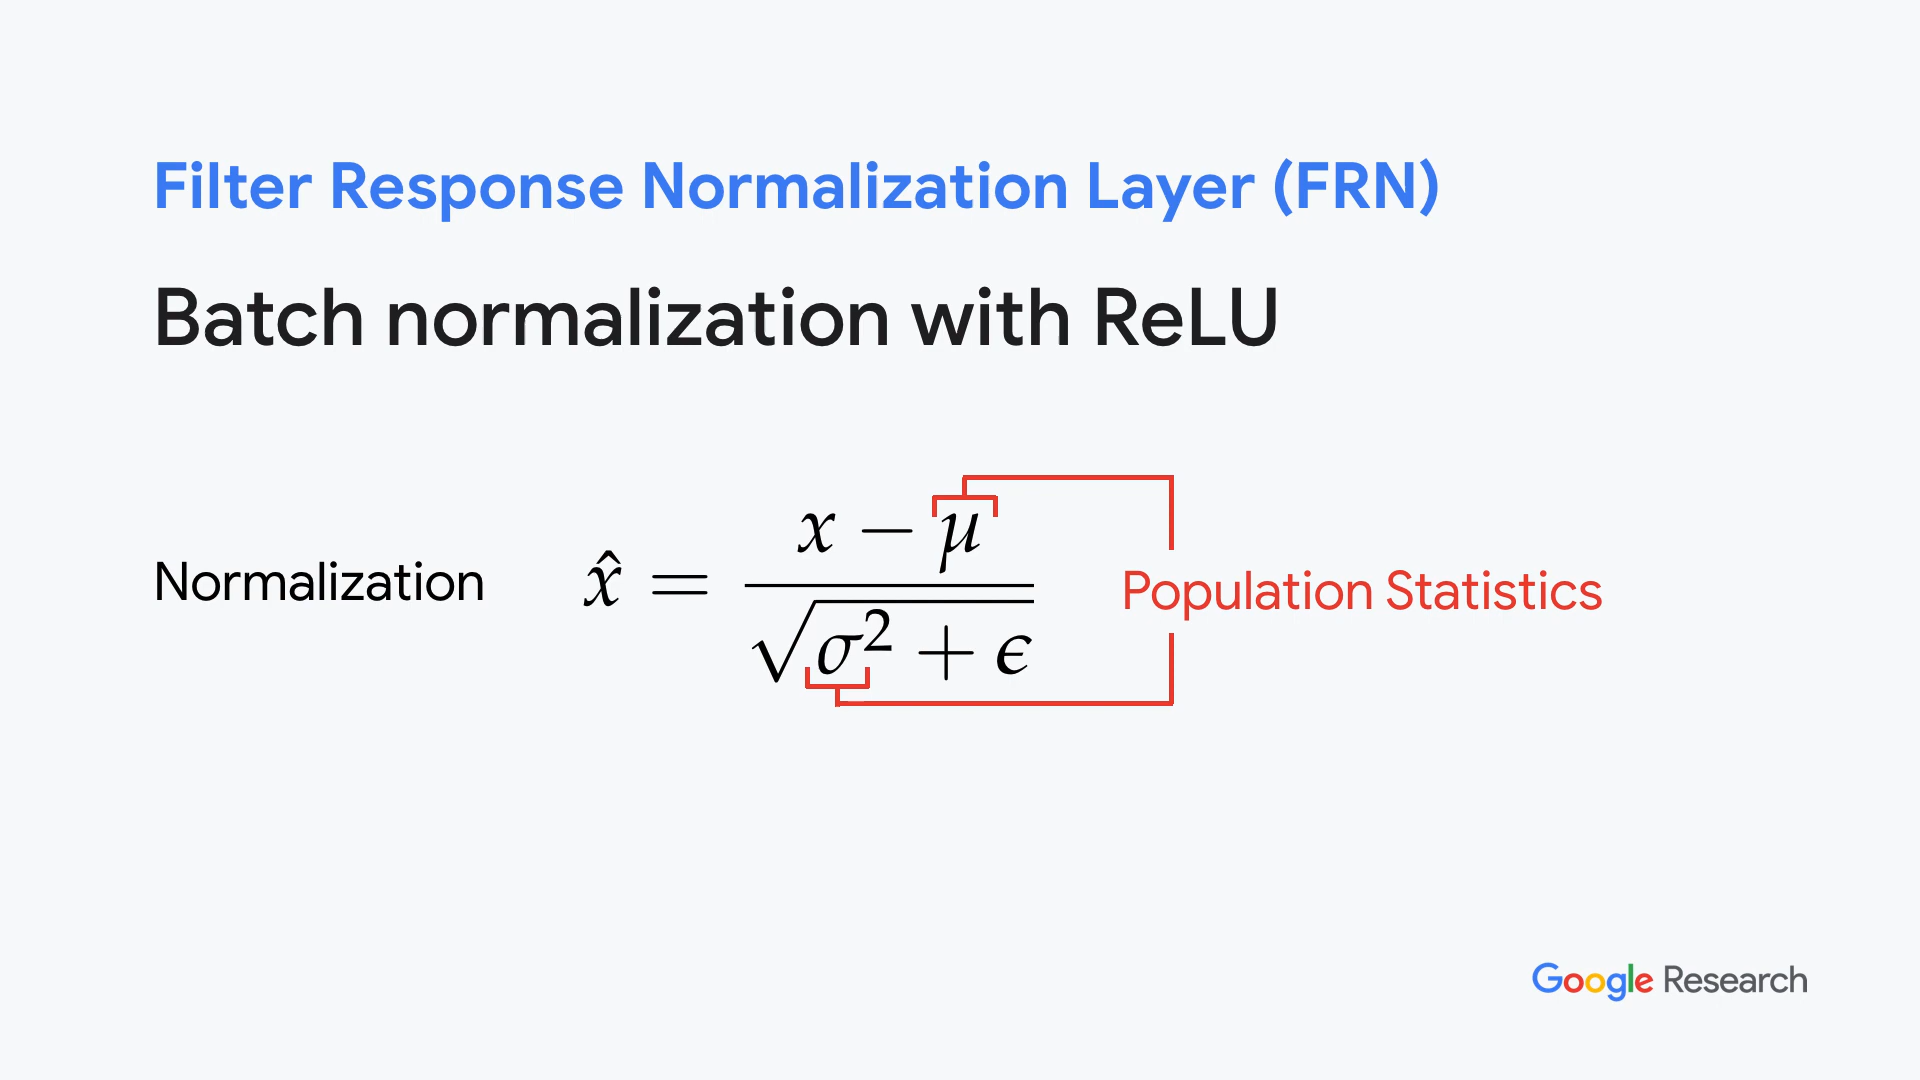 Filter Response Normalization Layer (FRN)
Batch normalization with ReLU
Normalization x̂ = (x − μ) / √(σ² + ϵ)
Population Statistics
Google Research